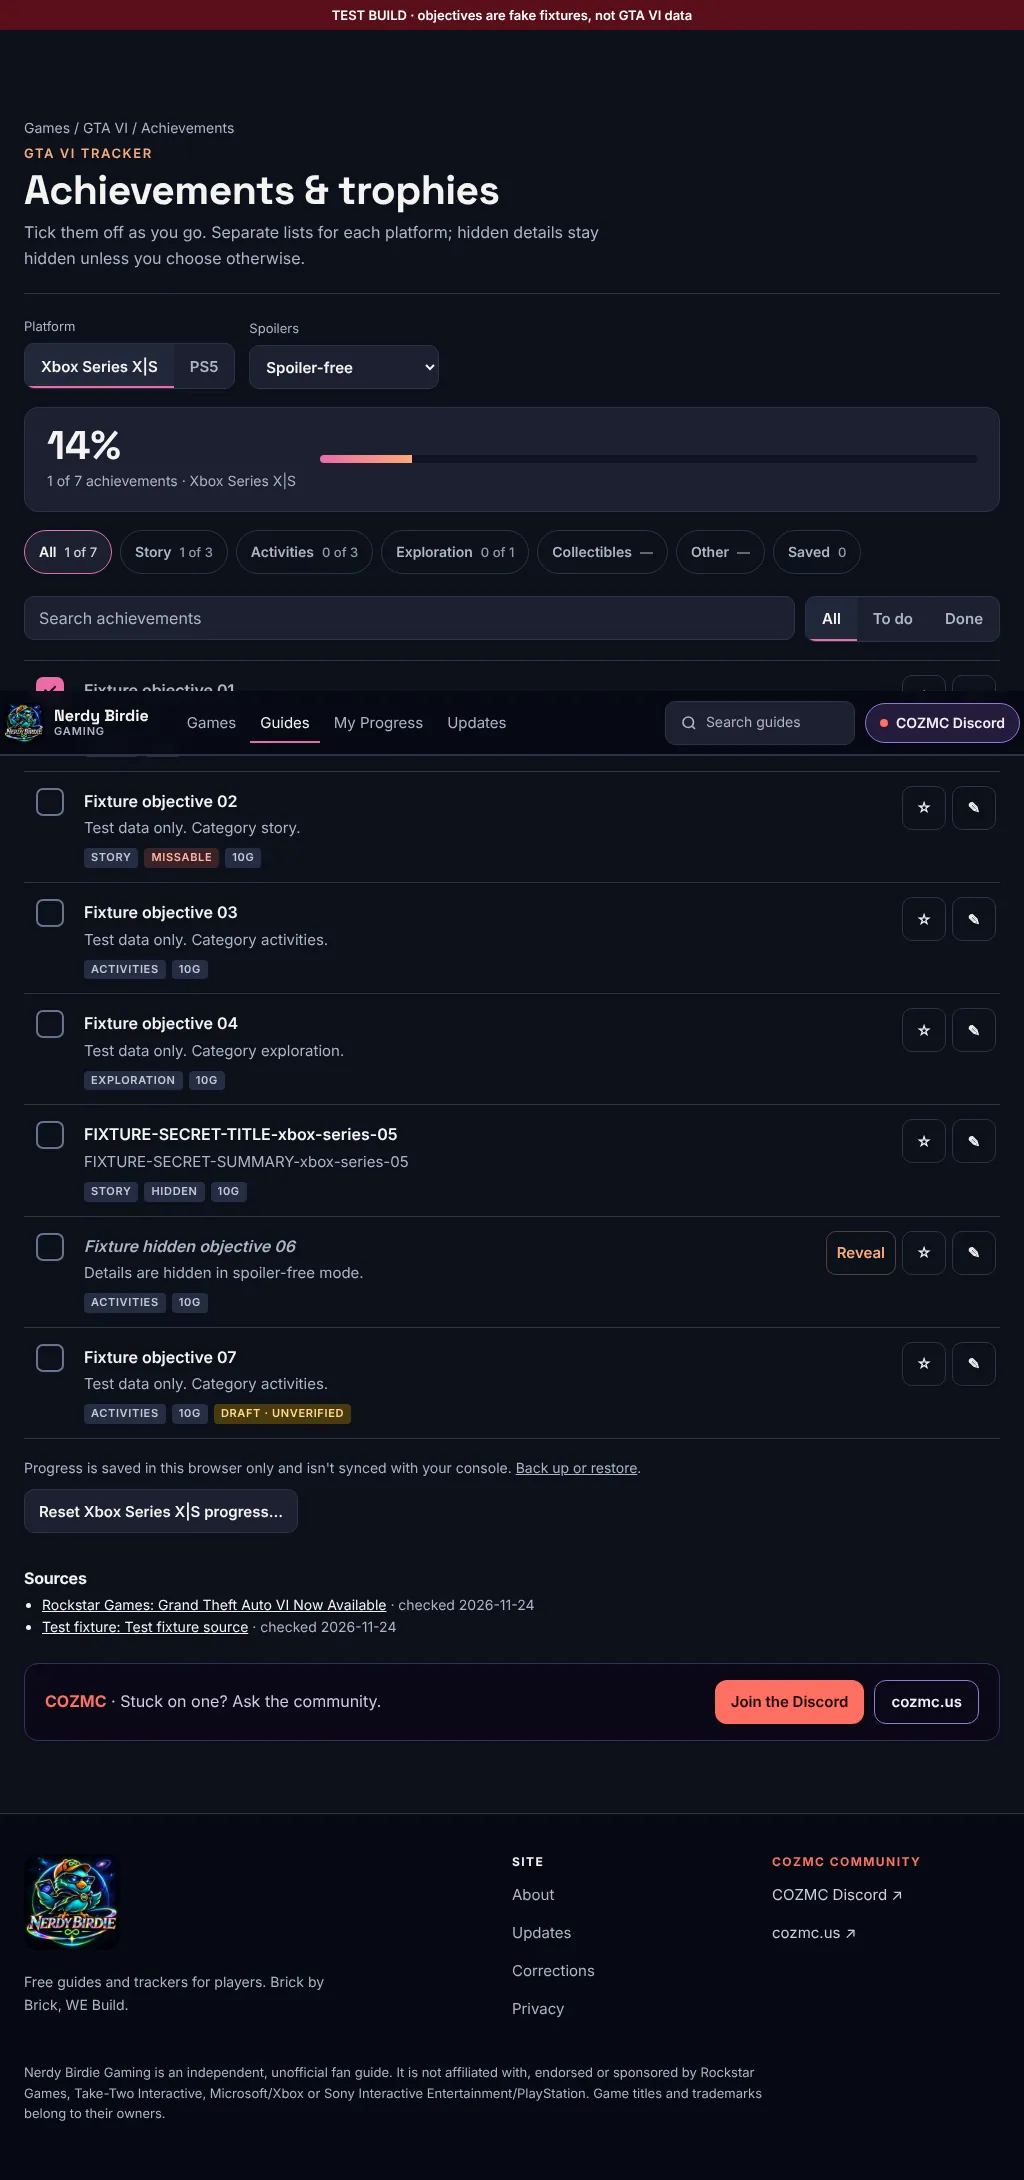 TEST BUILD · objectives are fake fixtures, not GTA VI data
Games / GTA VI / Achievements
GTA VI TRACKER
Achievements & trophies
Tick them off as you go. Separate lists for each platform; hidden details stay
hidden unless you choose otherwise.
Platform
Spoilers
Xbox Series X|S
PS5
Spoiler-free
14%
1 of 7 achievements · Xbox Series X|S
All 1 of 7
Story 1 of 3
Activities 0 of 3
Exploration 0 of 1
Collectibles —
Other —
Saved 0
Search achievements
All
To do
Done
Fixture objective 01
NERDY BIRDIE
Nerdy Birdie
GAMING
Games
Guides
My Progress
Updates
Search guides
COZMC Discord
Fixture objective 02
Test data only. Category story.
STORY MISSABLE 10G
Fixture objective 03
Test data only. Category activities.
ACTIVITIES 10G
Fixture objective 04
Test data only. Category exploration.
EXPLORATION 10G
FIXTURE-SECRET-TITLE-xbox-series-05
FIXTURE-SECRET-SUMMARY-xbox-series-05
STORY HIDDEN 10G
Fixture hidden objective 06
Reveal
Details are hidden in spoiler-free mode.
ACTIVITIES 10G
Fixture objective 07
Test data only. Category activities.
ACTIVITIES 10G DRAFT · UNVERIFIED
Progress is saved in this browser only and isn't synced with your console. Back up or restore.
Reset Xbox Series X|S progress...
Sources
• Rockstar Games: Grand Theft Auto VI Now Available · checked 2026-11-24
• Test fixture: Test fixture source · checked 2026-11-24
COZMC · Stuck on one? Ask the community.
Join the Discord
cozmc.us
NERDY BIRDIE
Free guides and trackers for players. Brick by
Brick, WE Build.
SITE
About
Updates
Corrections
Privacy
COZMC COMMUNITY
COZMC Discord ↗
cozmc.us ↗
Nerdy Birdie Gaming is an independent, unofficial fan guide. It is not affiliated with, endorsed or sponsored by Rockstar
Games, Take-Two Interactive, Microsoft/Xbox or Sony Interactive Entertainment/PlayStation. Game titles and trademarks
belong to their owners.